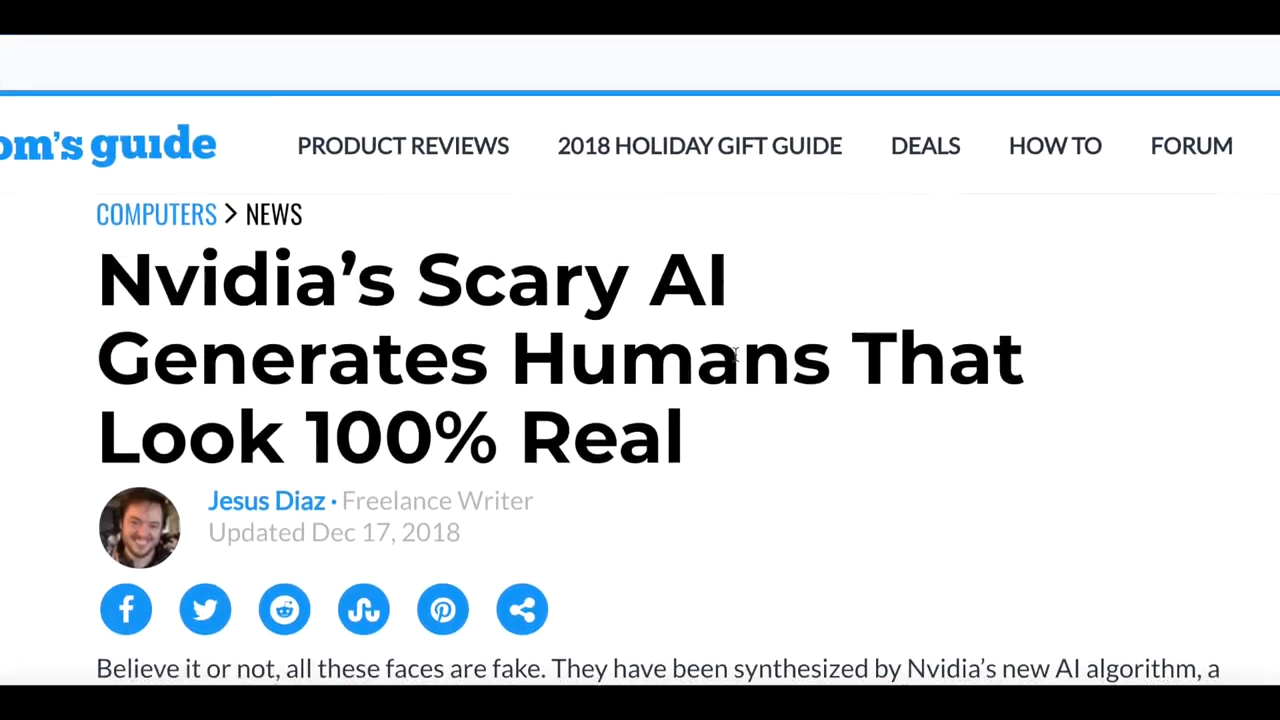 om's guide PRODUCT REVIEWS 2018 HOLIDAY GIFT GUIDE DEALS HOW TO FORUM
COMPUTERS > NEWS
Nvidia’s Scary AI
Generates Humans That
Look 100% Real
Jesus Diaz · Freelance Writer
Updated Dec 17, 2018
Believe it or not, all these faces are fake. They have been synthesized by Nvidia’s new AI algorithm, a